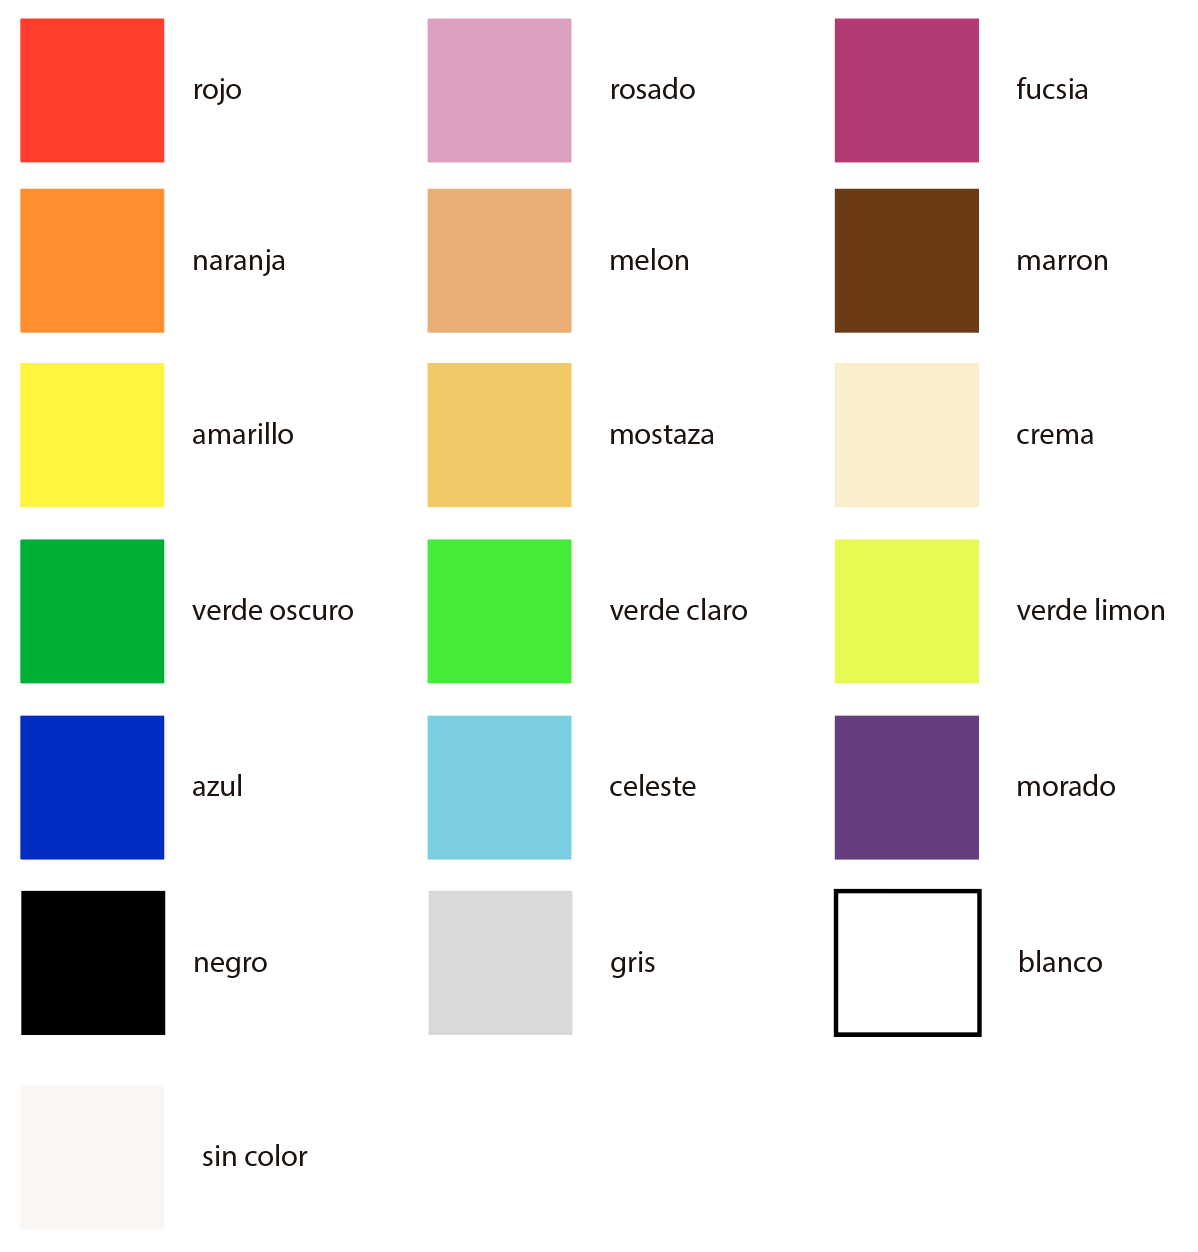 rojo
rosado
fucsia
naranja
melon
marron
amarillo
mostaza
crema
verde oscuro
verde claro
verde limon
azul
celeste
morado
negro
gris
blanco
sin color